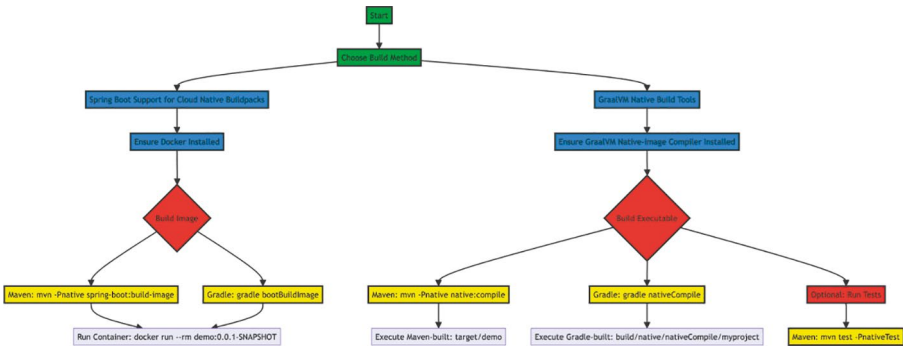 Start
Choose Build Method
Spring Boot Support for Cloud Native Buildpacks
GraalVM Native Build Tools
Ensure Docker Installed
Ensure GraalVM Native-Image Compiler Installed
Build Image
Build Executable
Maven: mvn -Pnative spring-boot:build-image
Gradle: gradle bootBuildImage
Maven: mvn -Pnative native:compile
Gradle: gradle nativeCompile
Optional: Run Tests
Run Container: docker run --rm demo:0.0.1-SNAPSHOT
Execute Maven-built: target/demo
Execute Gradle-built: build/native/nativeCompile/myproject
Maven: mvn test -PnativeTest